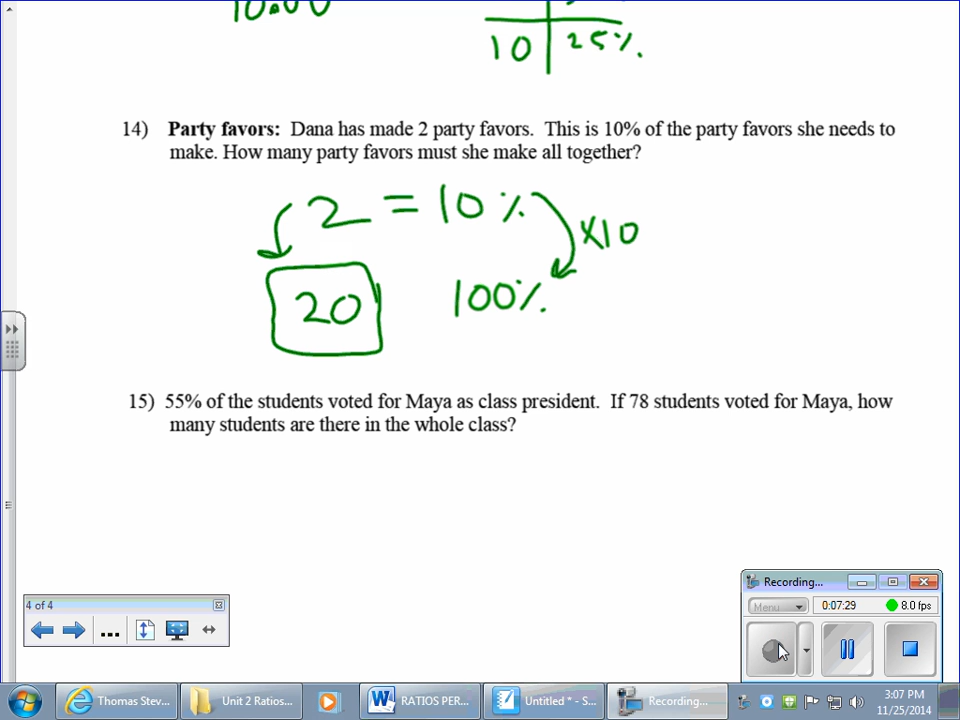 10.00
10 25%
14) Party favors: Dana has made 2 party favors. This is 10% of the party favors she needs to
make. How many party favors must she make all together?
2 = 10%
×10
20 100%
15) 55% of the students voted for Maya as class president. If 78 students voted for Maya, how
many students are there in the whole class?
Recording...
4 of 4
Menu 0:07:29 8.0 fps
...
Thomas Stev... Unit 2 Ratios... RATIOS PER... Untitled * - S... Recording...
3:07 PM
11/25/2014